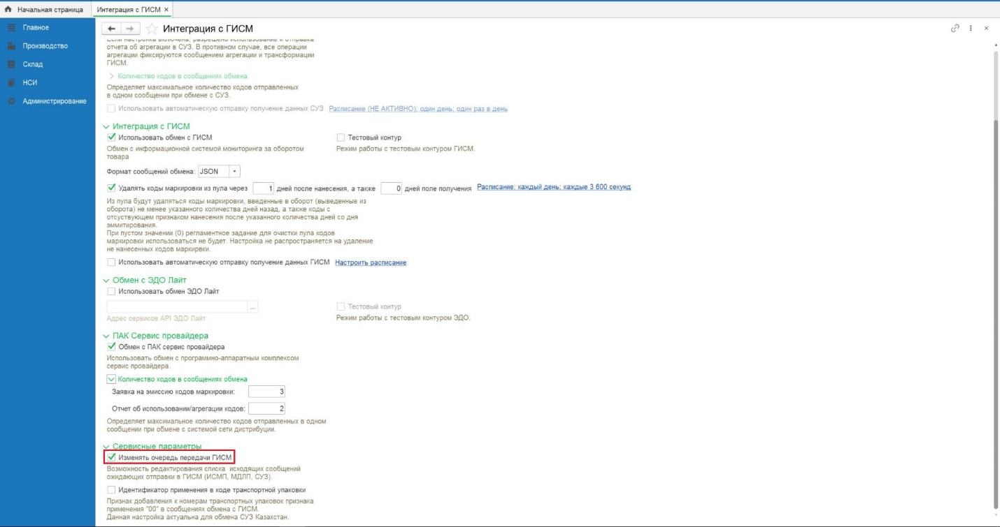 Начальная страница
Интеграция с ГИСМ ×
Главное
Производство
Склад
НСИ
Администрирование
Интеграция с ГИСМ
Если настройка включена, разрешено использование и отправка
отчета об агрегации в СУЗ. В противном случае, все операции
агрегации фиксируются сообщением агрегации и трансформации
ГИСМ.
Количество кодов в сообщениях обмена
Определяет максимальное количество кодов отправленных
в одном сообщении при обмене с СУЗ.
Использовать автоматическую отправку получение данных СУЗ Расписание (НЕ АКТИВНО): один день; один раз в день
Интеграция с ГИСМ
Использовать обмен с ГИСМ Тестовый контур
Обмен с информационной системой мониторинга за оборотом Режим работы с тестовым контуром ГИСМ.
товара
Формат сообщений обмена: JSON
Удалять коды маркировки из пула через 1 дней после нанесения, а также 0 дней поле получения Расписание: каждый день; каждые 3 600 секунд
Из пула будут удаляться коды маркировки, введенные в оборот (выведенные из
оборота) не менее указанного количества дней назад, а также коды с
отсуствующем признаком нанесения после указанного количества дней со дня
эммитирования.
При пустом значении (0) регламентное задание для очистки пула кодов
маркировки использоваться не будет. Настройка не распространяется на удаление
не нанесенных кодов маркирвки.
Использовать автоматическую отправку получение данных ГИСМ Настроить расписание
Обмен с ЭДО Лайт
Использовать обмен ЭДО Лайт
... Тестовый контур
Адрес сервисов API ЭДО Лайт Режим работы с тестовым контуром ЭДО.
ПАК Сервис провайдера
Обмен с ПАК сервис провайдера
Использовать обмен с программно-аппаратным комплексом
сервис провайдера.
Количество кодов в сообщениях обмена
Заявка на эмиссию кодов маркировки: 3
Отчет об использовании/агрегации кодов: 2
Определяет максимальное количество кодов отправленных в одном
сообщении при обмене с системой сети дистрибуции.
Сервисные параметры
Изменять очередь передачи ГИСМ
Возможность редактирования списка исходящих сообщений
ожидающих отправки в ГИСМ (ИСМП, МДЛП, СУЗ).
Идентификатор применения в коде транспортной упаковки
Признак добавления к номерам транспортных упаковок признака
применения "00" в сообщениях обмена с ГИСМ.
Данная настройка актуальна для обмена СУЗ Казахстан.